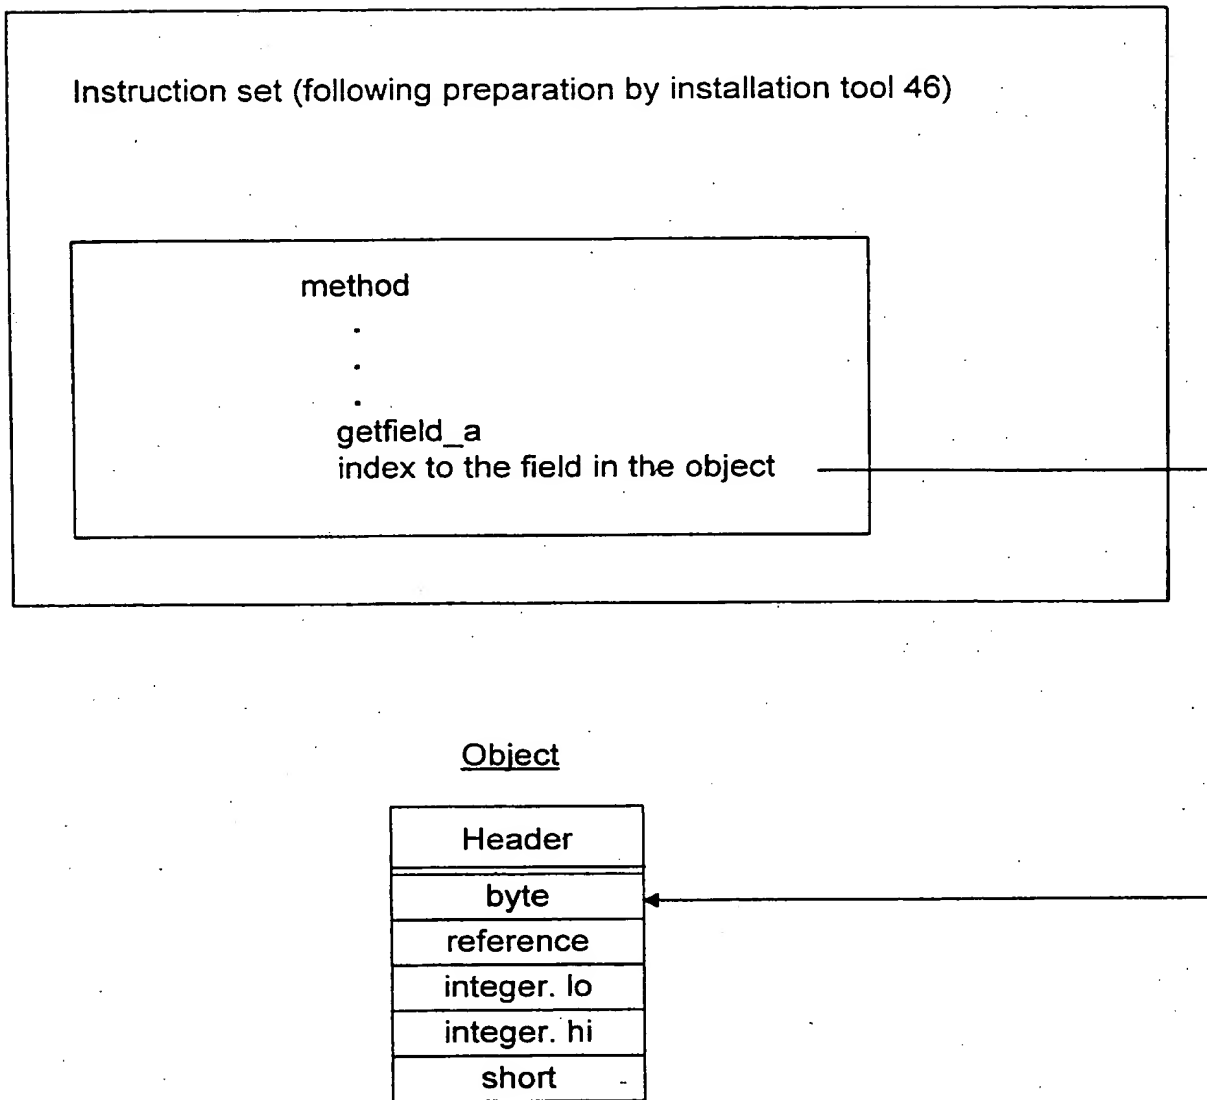 Instruction set (following preparation by installation tool 46)
method
.
.
.
getfield_a
index to the field in the object
Object
Header
byte
reference
integer. lo
integer. hi
short